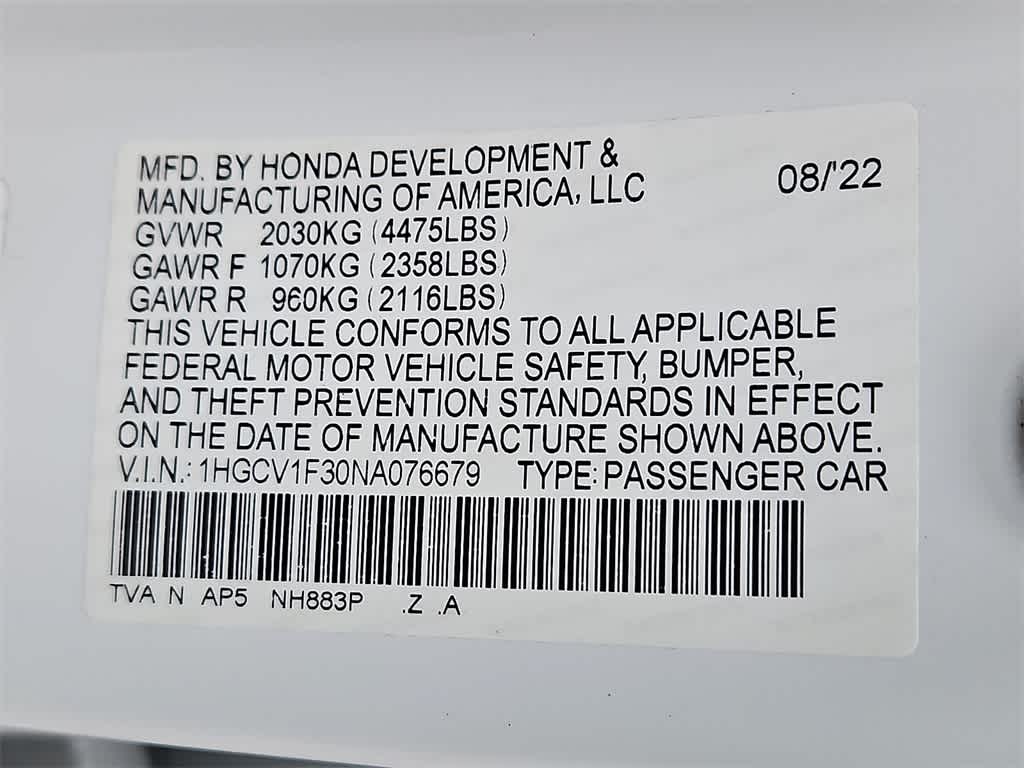 MFD. BY HONDA DEVELOPMENT &
MANUFACTURING OF AMERICA, LLC 08/'22
GVWR 2030KG (4475LBS)
GAWR F 1070KG (2358LBS)
GAWR R 960KG (2116LBS)
THIS VEHICLE CONFORMS TO ALL APPLICABLE
FEDERAL MOTOR VEHICLE SAFETY, BUMPER,
AND THEFT PREVENTION STANDARDS IN EFFECT
ON THE DATE OF MANUFACTURE SHOWN ABOVE.
V.I.N.: 1HGCV1F30NA076679 TYPE: PASSENGER CAR
TVA N AP5 NH883P .Z .A